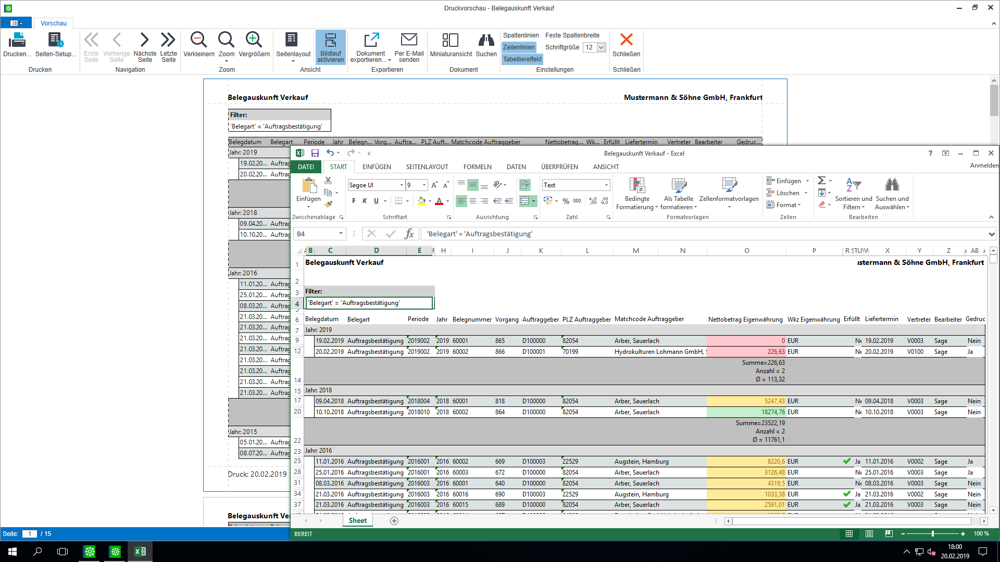 Druckvorschau - Belegauskunft Verkauf
Vorschau
Drucken... Seiten-Setup...
Erste Seite Vorherige Seite Nächste Seite Letzte Seite
Verkleinern Zoom Vergrößern
Seitenlayout Bildlauf aktivieren
Dokument exportieren... Per E-Mail senden
Miniaturansicht Suchen
Spaltenlinien Feste Spaltenbreite
Zeilenlinien Schriftgröße 12
Tabelliereffekt
Schließen
Drucken Navigation Zoom Ansicht Exportieren Dokument Einstellungen Schließen
Belegauskunft Verkauf Mustermann & Söhne GmbH, Frankfurt
Filter:
'Belegart' = 'Auftragsbestätigung'
Belegdatum Belegart Periode Jahr Belegn... Vorg... Auftra... PLZ Auft... Matchcode Auftraggeber Nettobetrag... Wk... Erfüllt Liefertermin Vertreter Bearbeiter Gedruc...
Jahr: 2019
19.02.20... Auftrag
20.02.20... Auftrag
Jahr: 2018
09.04.20... Auftrag
10.10.20... Auftrag
Jahr: 2016
11.01.20... Auftrag
25.01.20... Auftrag
08.03.20... Auftrag
21.03.20... Auftrag
21.03.20... Auftrag
21.03.20... Auftrag
21.03.20... Auftrag
21.03.20... Auftrag
21.03.20... Auftrag
21.03.20... Auftrag
21.03.20... Auftrag
Jahr: 2015
05.01.20... Auftrag
08.07.20... Auftrag
Druck: 20.02.2019
Belegauskunft Ve
Seite: 1 / 15
Belegauskunft Verkauf - Excel
Anmelden
DATEI START EINFÜGEN SEITENLAYOUT FORMELN DATEN ÜBERPRÜFEN ANSICHT
Einfügen
Segoe UI 9
F K U
Text
% 000
Bedingte Formatierung Als Tabelle formatieren Zellenformatvorlagen
Einfügen
Löschen
Format
Sortieren und Filtern Suchen und Auswählen
Zwischenablage Schriftart Ausrichtung Zahl Formatvorlagen Zellen Bearbeiten
B4 fx 'Belegart' = 'Auftragsbestätigung'
A B C D E F H I J K L M N O P R S T U V W X Y Z A AB A
1 Belegauskunft Verkauf ustermann & Söhne GmbH, Frankfurt
2
3 Filter:
4 'Belegart' = 'Auftragsbestätigung'
6 Belegdatum Belegart Periode Jahr Belegnummer Vorgang Auftraggeber PLZ Auftraggeber Matchcode Auftraggeber Nettobetrag Eigenwährung Wkz Eigenwährung Erfüllt Liefertermin Vertreter Bearbeiter Gedruc
7 Jahr: 2019
9 19.02.2019 Auftragsbestätigung 2019002 2019 60001 865 D100000 82054 Arber, Sauerlach 0 EUR Ne 19.02.2019 V0003 Sage Nein
12 20.02.2019 Auftragsbestätigung 2019002 2019 60002 866 D100001 70199 Hydrokulturen Lohmann GmbH, S 226,63 EUR Ne 20.02.2019 V0100 Sage Ja
Summe=226,63
Anzahl = 2
14 Ø = 113,32
15 Jahr: 2018
17 09.04.2018 Auftragsbestätigung 2018004 2018 60001 818 D100000 82054 Arber, Sauerlach 5247,43 EUR Ne 09.04.2018 V0003 Sage Nein
20 10.10.2018 Auftragsbestätigung 2018010 2018 60002 864 D100000 82054 Arber, Sauerlach 18274,76 EUR Ne 10.10.2018 V0003 Sage Nein
Summe=23522,19
Anzahl = 2
22 Ø = 11761,1
23 Jahr: 2016
25 11.01.2016 Auftragsbestätigung 2016001 2016 60002 669 D100003 22529 Augstein, Hamburg 8220,6 EUR Ja 11.01.2016 V0002 Sage Ja
28 25.01.2016 Auftragsbestätigung 2016001 2016 60003 672 D100000 82054 Arber, Sauerlach 3126,48 EUR Ne 25.01.2016 V0003 Sage Ja
31 08.03.2016 Auftragsbestätigung 2016003 2016 60001 640 D100000 82054 Arber, Sauerlach 4319,5 EUR Ne 08.03.2016 V0003 Sage Nein
34 21.03.2016 Auftragsbestätigung 2016003 2016 60016 690 D100003 22529 Augstein, Hamburg 1033,38 EUR Ja 21.03.2016 V0002 Sage Nein
37 21.03.2016 Auftragsbestätigung 2016003 2016 60015 689 D100000 82054 Arber, Sauerlach 2591,01 EUR Ja 21.03.2016 V0003 Sage Nein
Sheet
BEREIT 100 %
18:00
20.02.2019